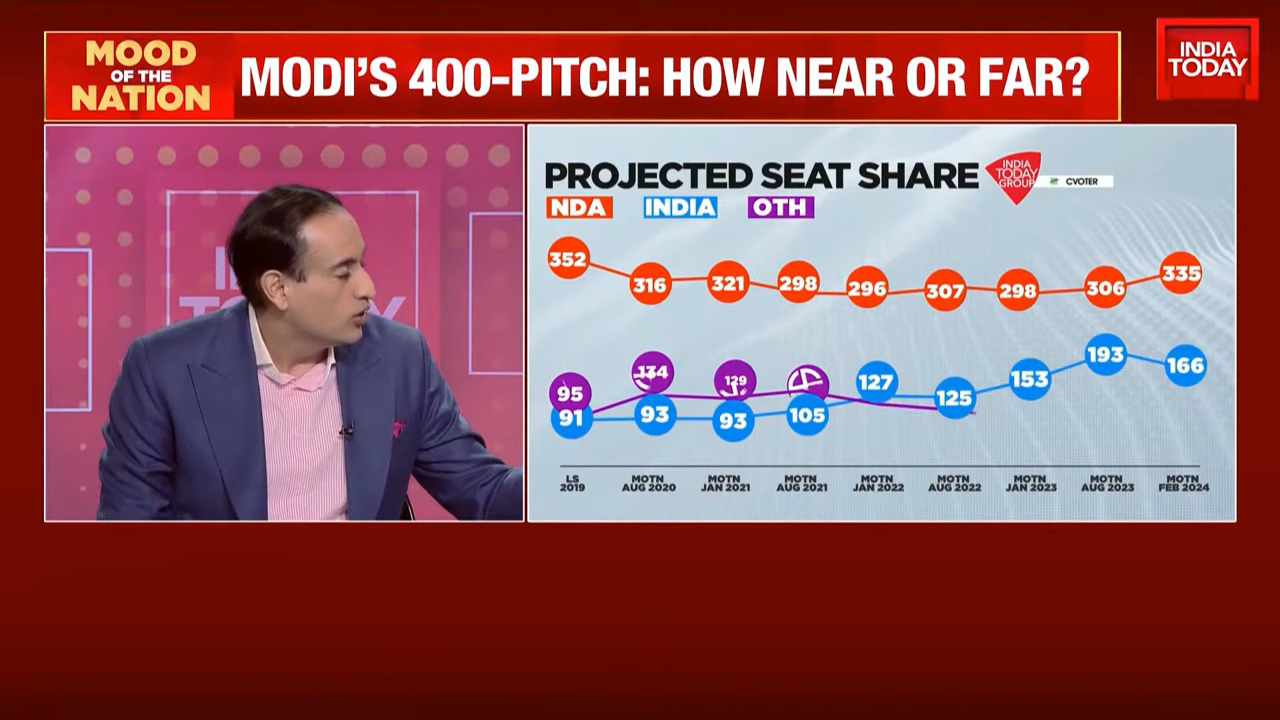 MOOD
OF THE
NATION
MODI'S 400-PITCH: HOW NEAR OR FAR?
INDIA
TODAY
PROJECTED SEAT SHARE
INDIA
TODAY
GROUP
CVOTER
NDA INDIA OTH
352 316 321 298 296 307 298 306 335
95 134 129
91 93 93 105 127 125 153 193 166
LS MOTN MOTN MOTN MOTN MOTN MOTN MOTN MOTN
2019 AUG 2020 JAN 2021 AUG 2021 JAN 2022 AUG 2022 JAN 2023 AUG 2023 FEB 2024